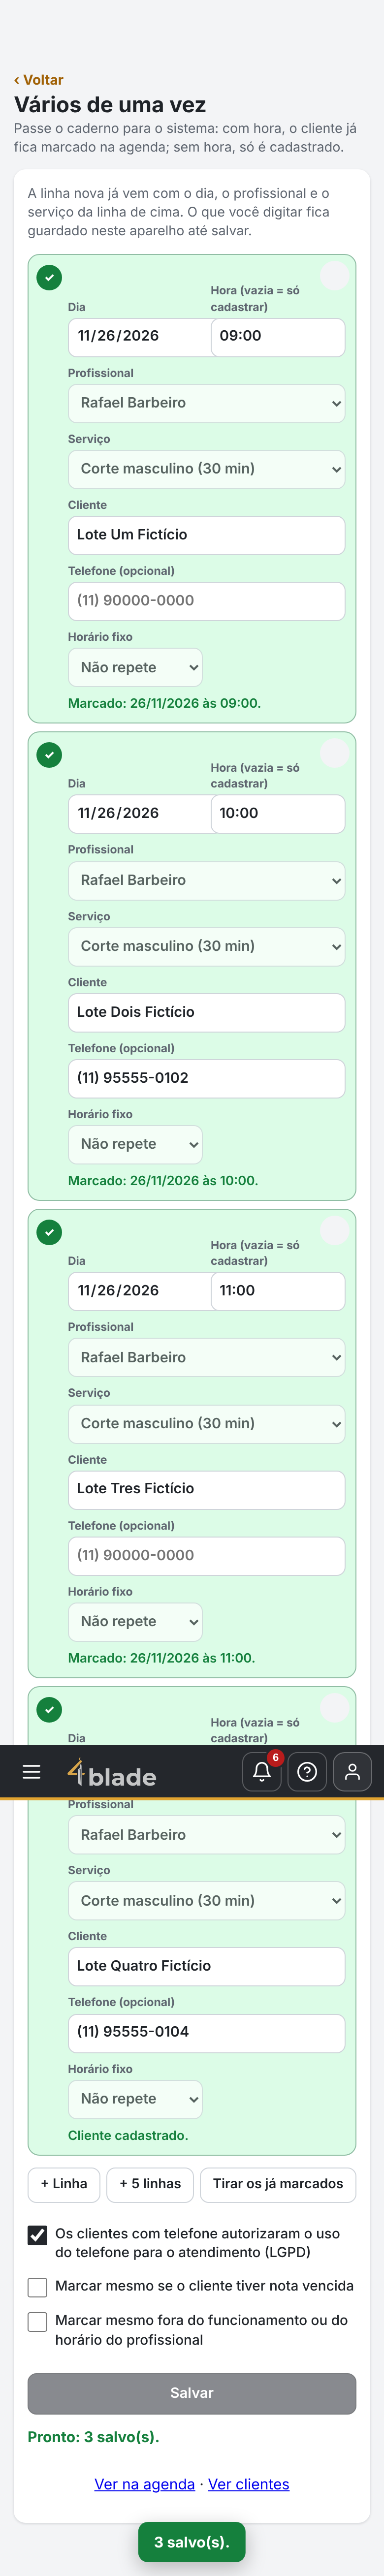 ‹ Voltar
Vários de uma vez
Passe o caderno para o sistema: com hora, o cliente já
fica marcado na agenda; sem hora, só é cadastrado.
A linha nova já vem com o dia, o profissional e o
serviço da linha de cima. O que você digitar fica
guardado neste aparelho até salvar.
Dia
Hora (vazia = só
cadastrar)
11/26/2026
09:00
Profissional
Rafael Barbeiro
Serviço
Corte masculino (30 min)
Cliente
Lote Um Fictício
Telefone (opcional)
(11) 90000-0000
Horário fixo
Não repete
Marcado: 26/11/2026 às 09:00.
Dia
Hora (vazia = só
cadastrar)
11/26/2026
10:00
Profissional
Rafael Barbeiro
Serviço
Corte masculino (30 min)
Cliente
Lote Dois Fictício
Telefone (opcional)
(11) 95555-0102
Horário fixo
Não repete
Marcado: 26/11/2026 às 10:00.
Dia
Hora (vazia = só
cadastrar)
11/26/2026
11:00
Profissional
Rafael Barbeiro
Serviço
Corte masculino (30 min)
Cliente
Lote Tres Fictício
Telefone (opcional)
(11) 90000-0000
Horário fixo
Não repete
Marcado: 26/11/2026 às 11:00.
Dia
Hora (vazia = só
cadastrar)
4blade
6
Profissional
Rafael Barbeiro
Serviço
Corte masculino (30 min)
Cliente
Lote Quatro Fictício
Telefone (opcional)
(11) 95555-0104
Horário fixo
Não repete
Cliente cadastrado.
+ Linha
+ 5 linhas
Tirar os já marcados
Os clientes com telefone autorizaram o uso
do telefone para o atendimento (LGPD)
Marcar mesmo se o cliente tiver nota vencida
Marcar mesmo fora do funcionamento ou do
horário do profissional
Salvar
Pronto: 3 salvo(s).
Ver na agenda · Ver clientes
3 salvo(s).